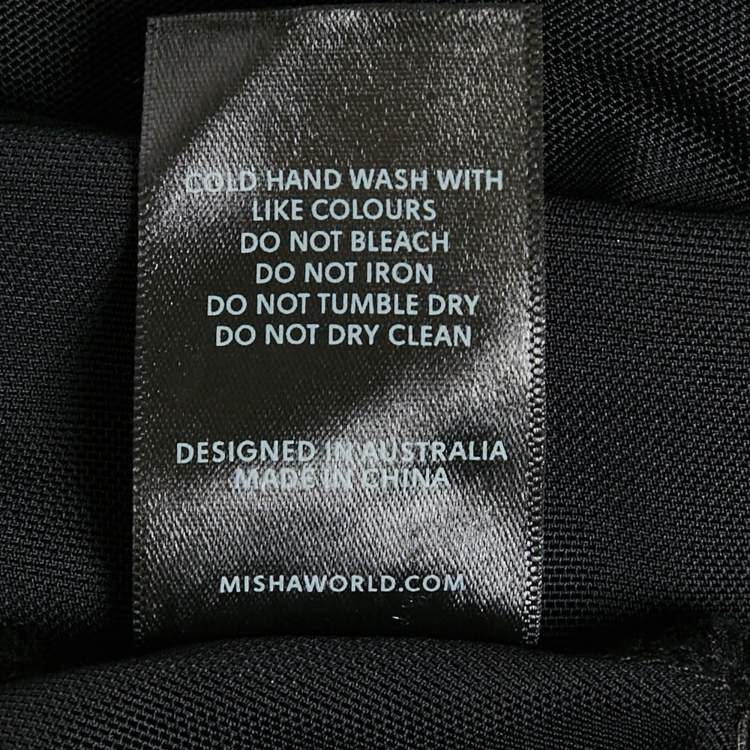 COLD HAND WASH WITH
LIKE COLOURS
DO NOT BLEACH
DO NOT IRON
DO NOT TUMBLE DRY
DO NOT DRY CLEAN
DESIGNED IN AUSTRALIA
MADE IN CHINA
MISHAWORLD.COM